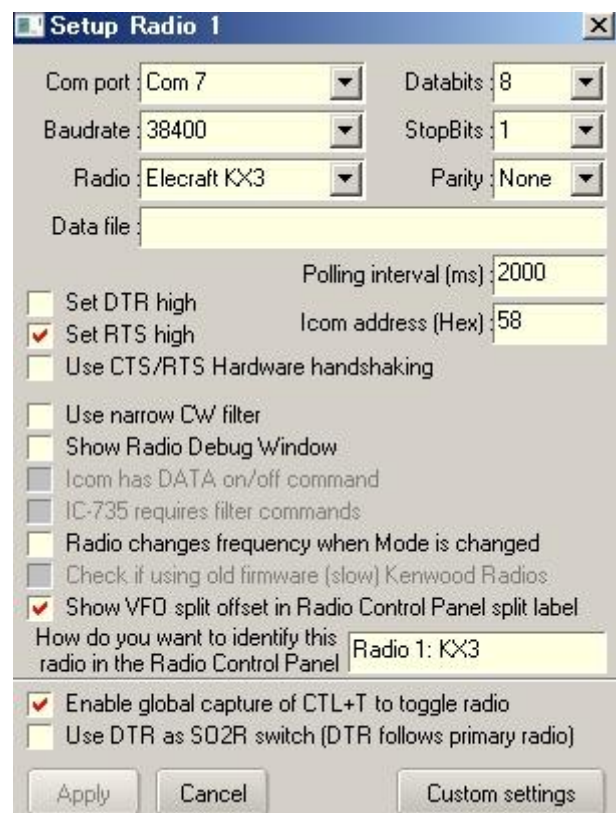 Setup Radio 1
Com port : Com 7 Databits : 8
Baudrate : 38400 StopBits : 1
Radio : Elecraft KX3 Parity : None
Data file :
Polling interval (ms) : 2000
Set DTR high
Icom address (Hex) : 58
Set RTS high
Use CTS/RTS Hardware handshaking
Use narrow CW filter
Show Radio Debug Window
Icom has DATA on/off command
IC-735 requires filter commands
Radio changes frequency when Mode is changed
Check if using old firmware (slow) Kenwood Radios
Show VFO split offset in Radio Control Panel split label
How do you want to identify this
radio in the Radio Control Panel Radio 1: KX3
Enable global capture of CTL+T to toggle radio
Use DTR as SO2R switch (DTR follows primary radio)
Apply Cancel Custom settings